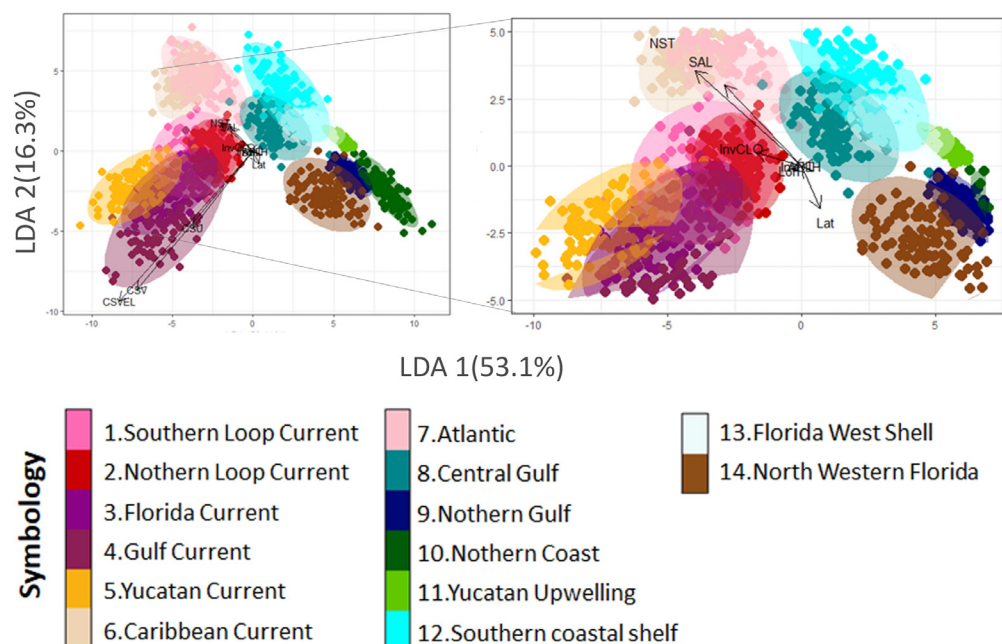 LDA 2(16.3%)
5
0
-5
-10
-10
-5
0
5
10
NST
SAL
InvCLO
Lat
CSU
CSV
CSVEL
5.0
2.5
0.0
-2.5
-5.0
-10
-5
0
5
NST
SAL
InvCLO
Lat
LDA 1(53.1%)
Symbology
1.Southern Loop Current
2.Nothern Loop Current
3.Florida Current
4.Gulf Current
5.Yucatan Current
6.Caribbean Current
7.Atlantic
8.Central Gulf
9.Nothern Gulf
10.Nothern Coast
11.Yucatan Upwelling
12.Southern coastal shelf
13.Florida West Shell
14.North Western Florida